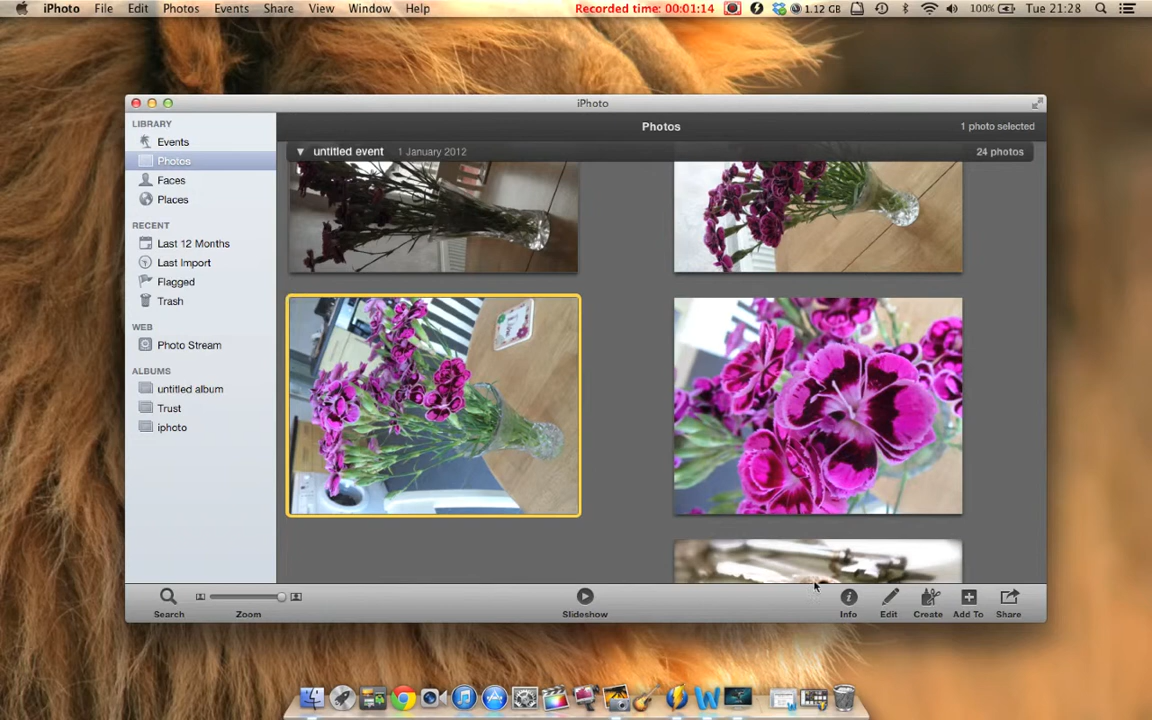 iPhoto File Edit Photos Events Share View Window Help Recorded time: 00:01:14 1.12 GB 100% Tue 21:28
iPhoto
LIBRARY
Events
Photos
Faces
Places
RECENT
Last 12 Months
Last Import
Flagged
Trash
WEB
Photo Stream
ALBUMS
untitled album
Trust
iphoto
Photos 1 photo selected
untitled event 1 January 2012 24 photos
Search Zoom Slideshow Info Edit Create Add To Share